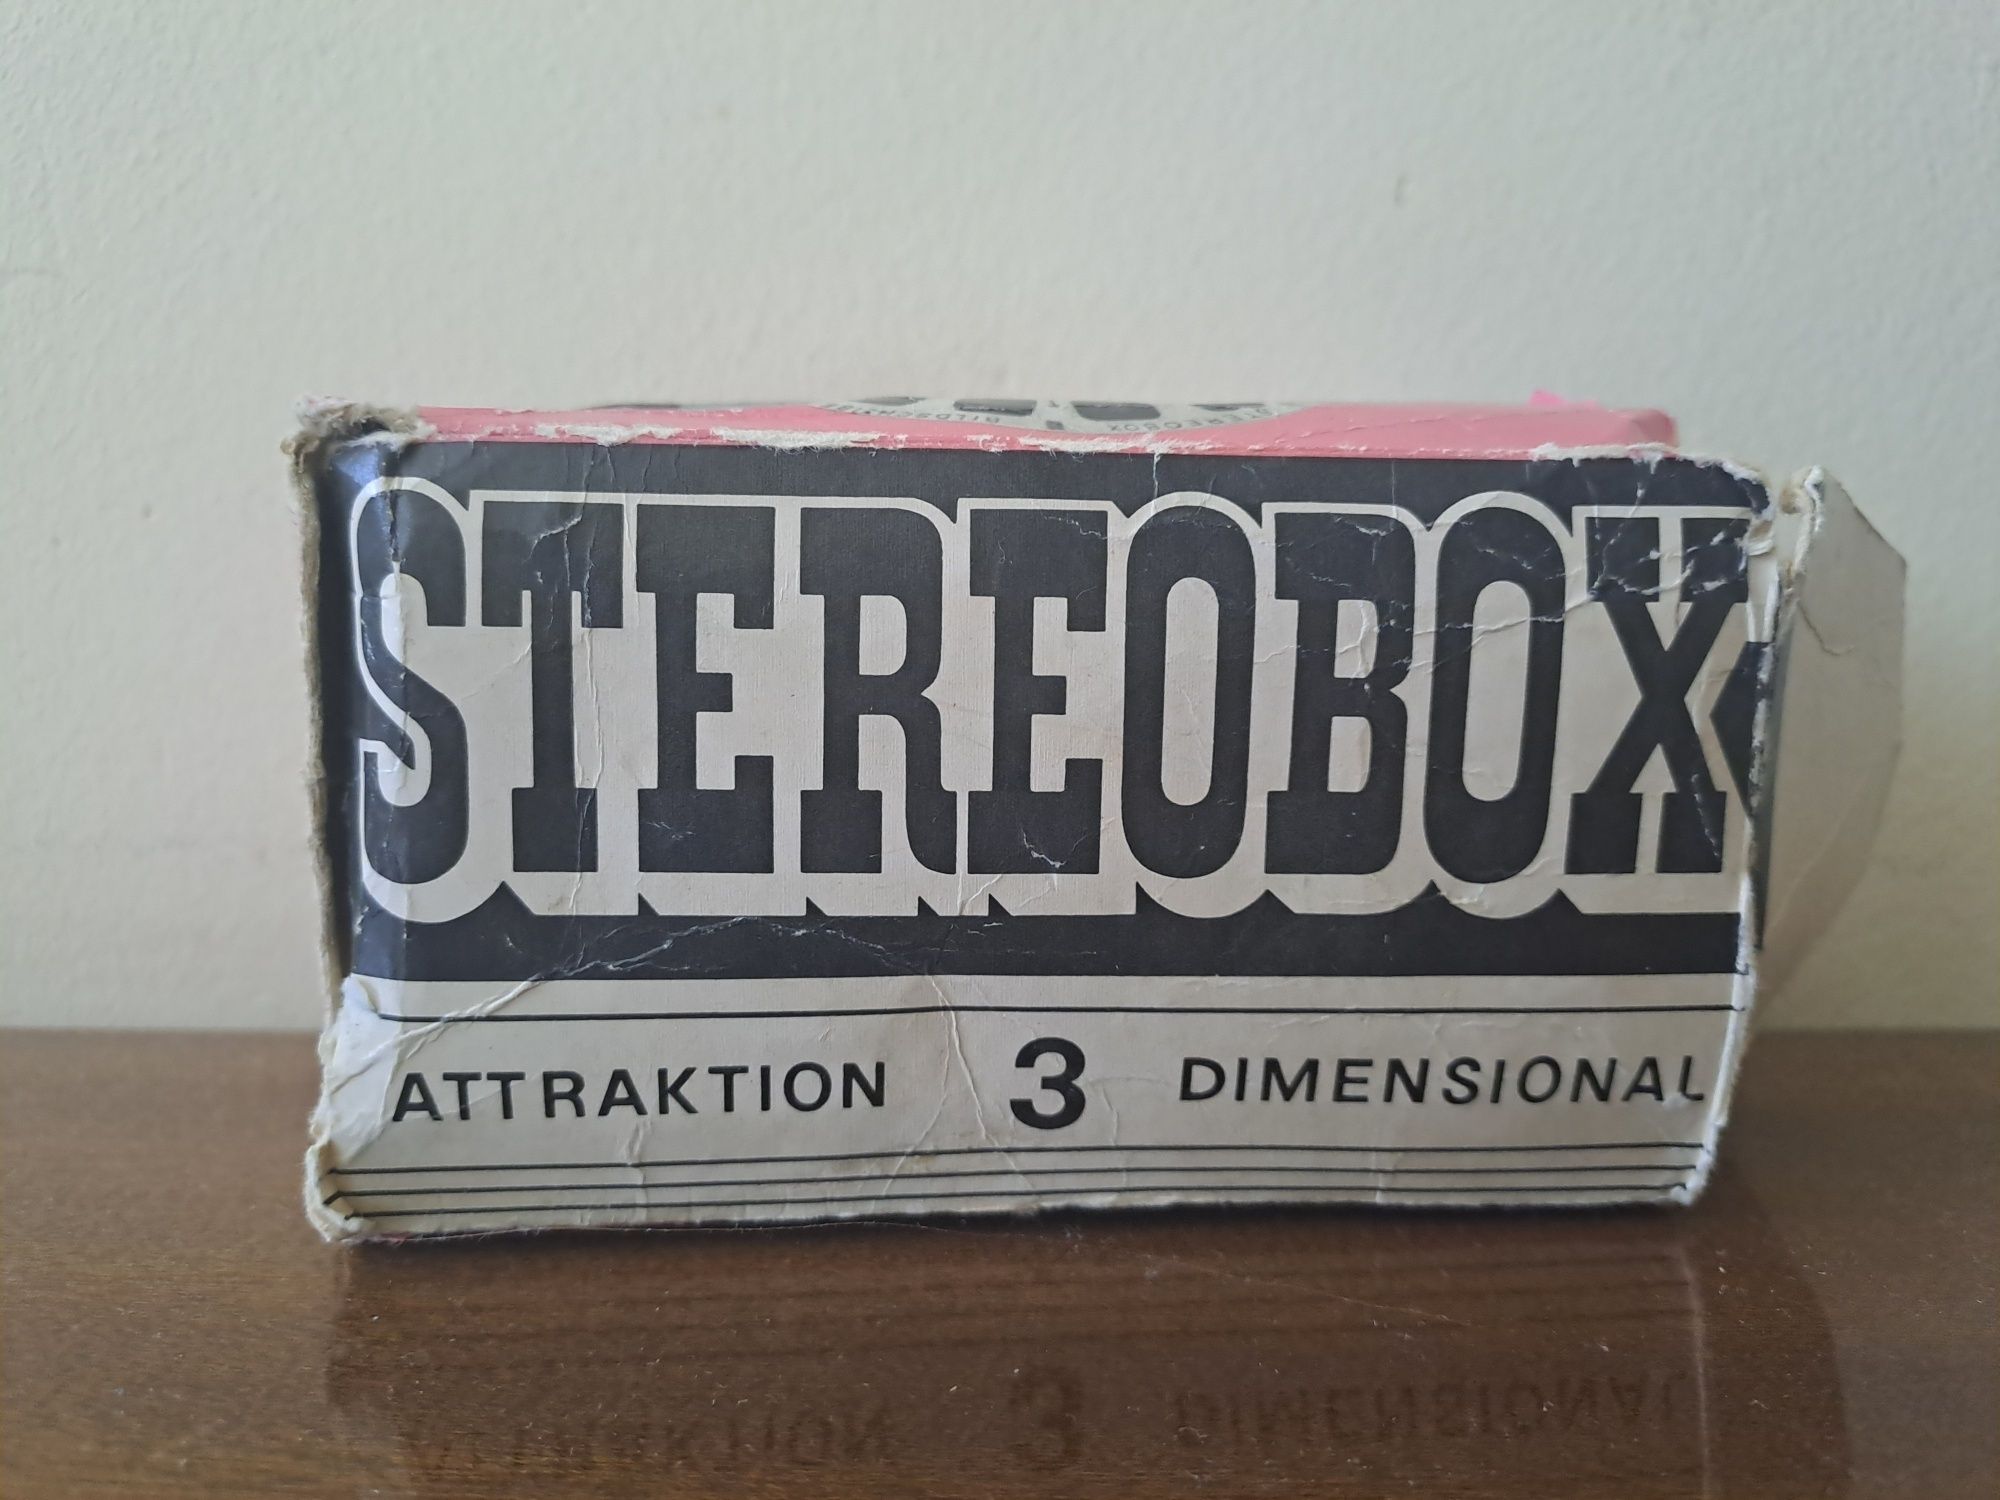 STEREOBOX
ATTRAKTION 3 DIMENSIONAL